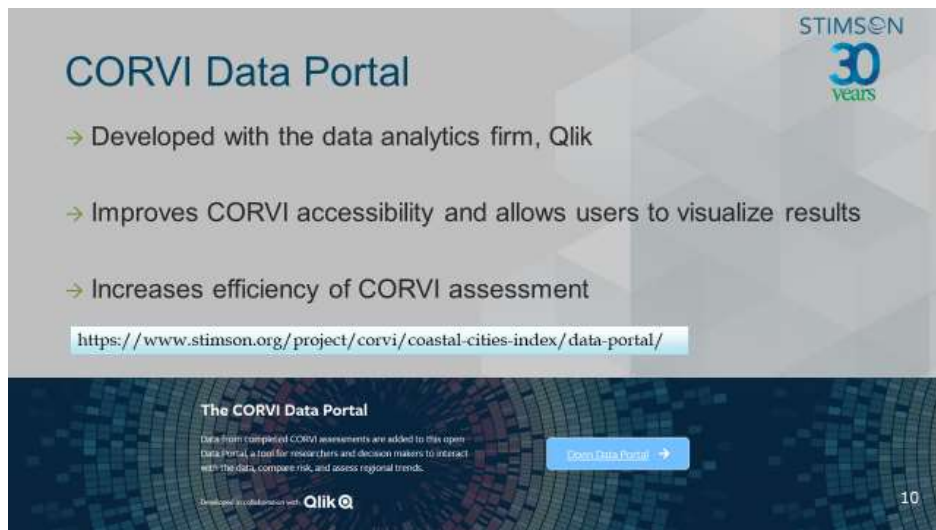 STIMSON
30
years
CORVI Data Portal
→ Developed with the data analytics firm, Qlik
→ Improves CORVI accessibility and allows users to visualize results
→ Increases efficiency of CORVI assessment
https://www.stimson.org/project/corvi/coastal-cities-index/data-portal/
The CORVI Data Portal
Data from completed CORVI assessments are added to this open
Data Portal, a tool for researchers and decision makers to interact
with the data, compare risk, and assess regional trends.
Developed in collaboration with Qlik
Open Data Portal →
10